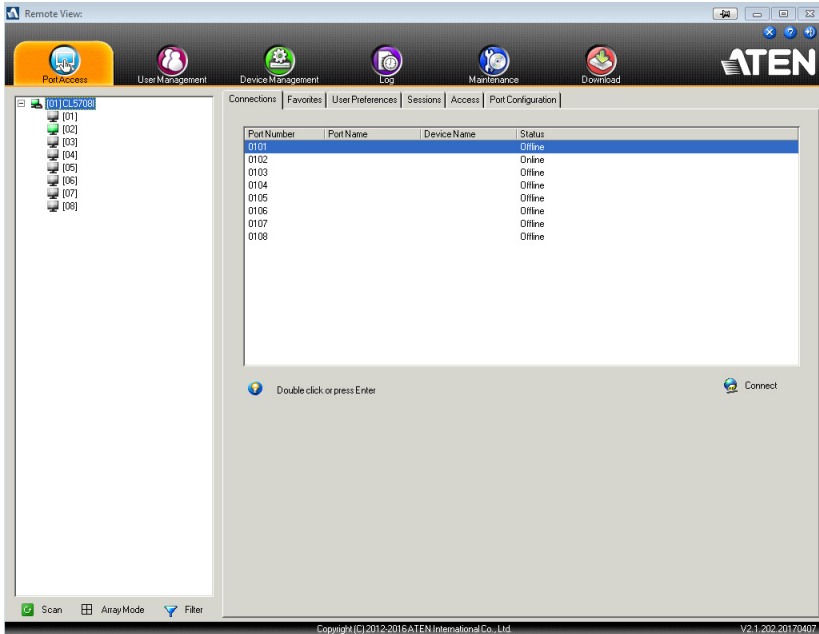 Remote View:
ATEN
PortAccess User Management Device Management Log Maintenance Download
Connections Favorites User Preferences Sessions Access Port Configuration
[01]CL5708I
[01]
[02]
[03]
[04]
[05]
[06]
[07]
[08]
Port Number Port Name Device Name Status
0101 Offline
0102 Online
0103 Offline
0104 Offline
0105 Offline
0106 Offline
0107 Offline
0108 Offline
Double click or press Enter
Connect
Scan Array Mode Filter
Copyright (C) 2012-2016 ATEN International Co., Ltd. V2.1.202.20170407